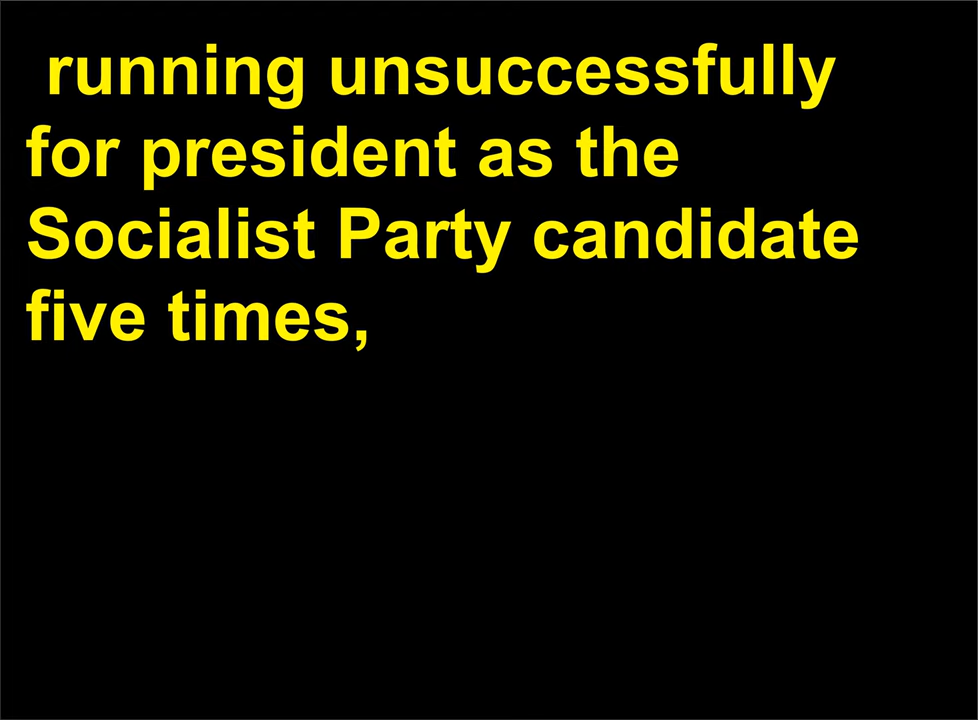 running unsuccessfully
for president as the
Socialist Party candidate
five times,